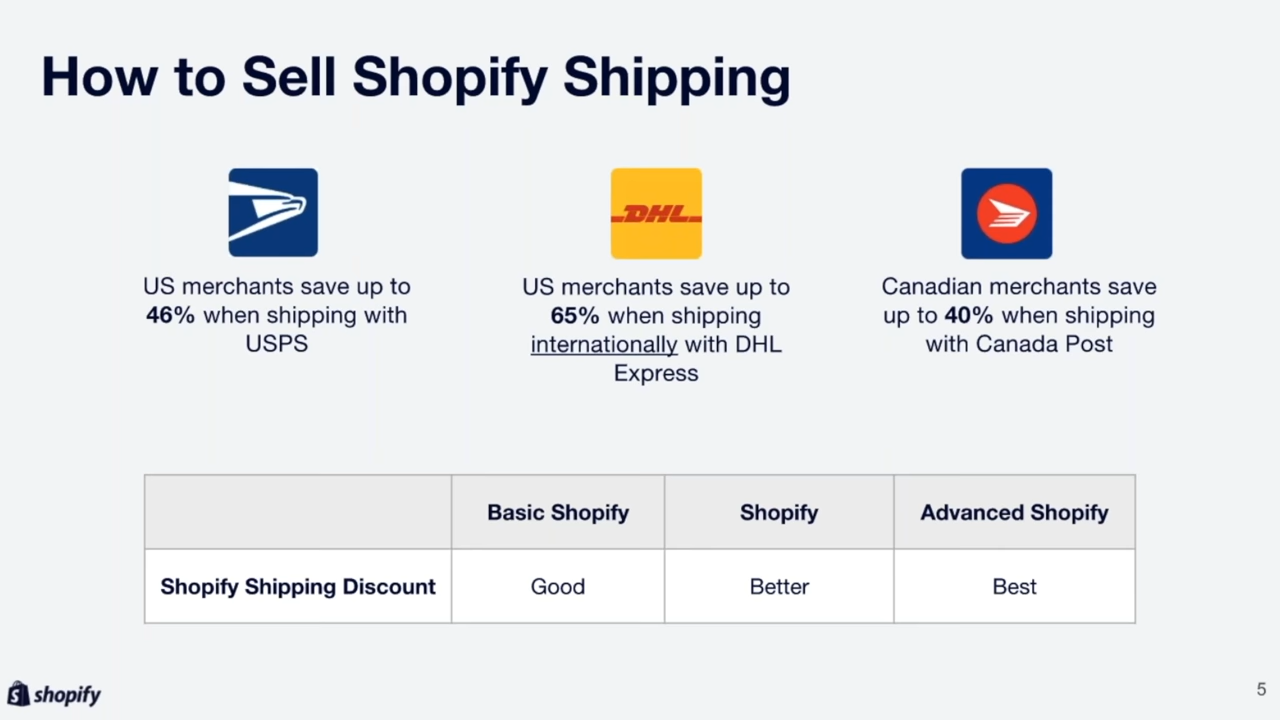 How to Sell Shopify Shipping
DHL
US merchants save up to
46% when shipping with
USPS
US merchants save up to
65% when shipping
internationally with DHL
Express
Canadian merchants save
up to 40% when shipping
with Canada Post
Basic Shopify Shopify Advanced Shopify
Shopify Shipping Discount Good Better Best
shopify
5